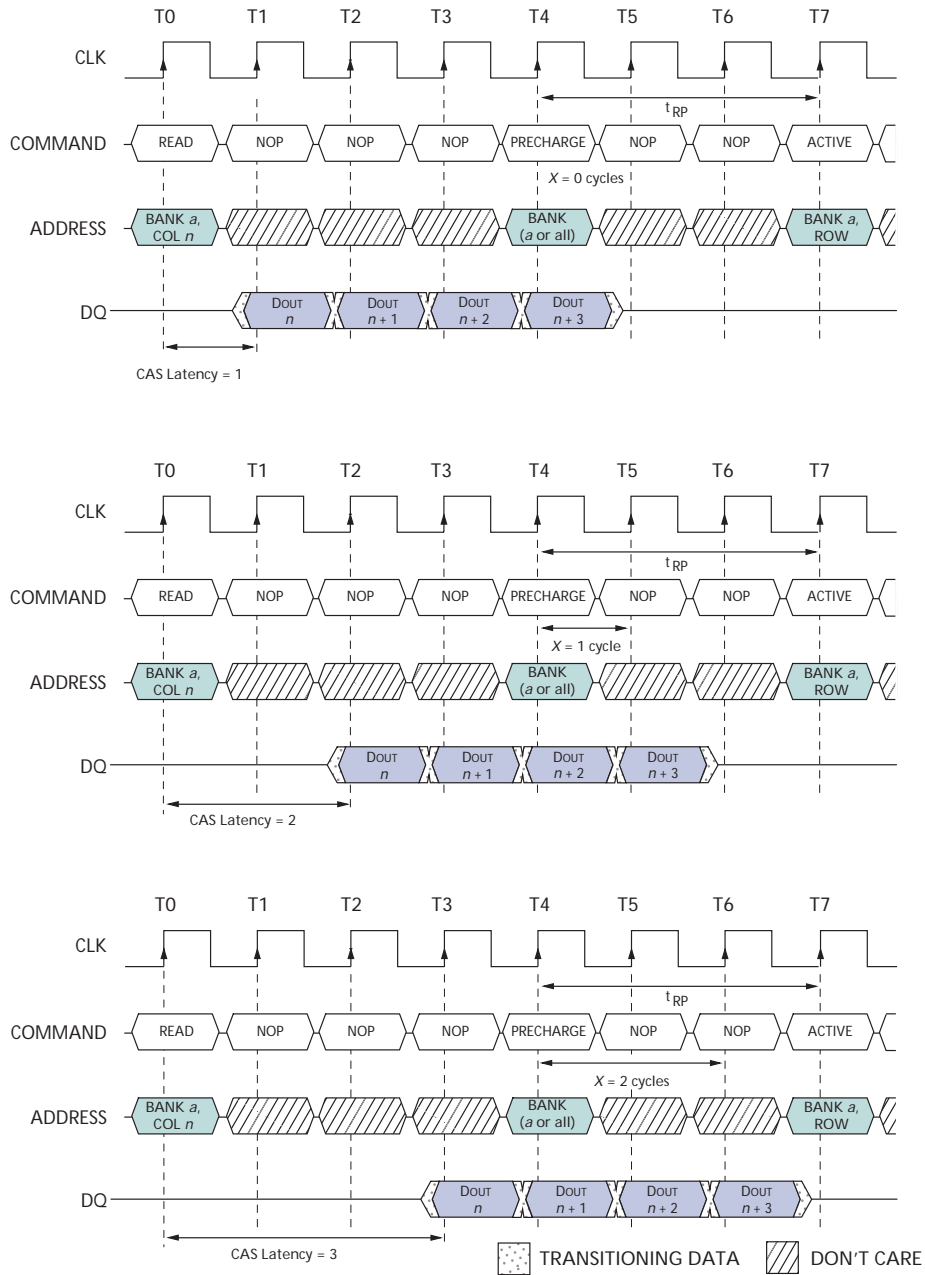 T0 T1 T2 T3 T4 T5 T6 T7
CLK
tRP
COMMAND READ NOP NOP NOP PRECHARGE NOP NOP ACTIVE
X = 0 cycles
ADDRESS BANK a, COL n BANK (a or all) BANK a, ROW
DQ DOUT n DOUT n + 1 DOUT n + 2 DOUT n + 3
CAS Latency = 1
T0 T1 T2 T3 T4 T5 T6 T7
CLK
tRP
COMMAND READ NOP NOP NOP PRECHARGE NOP NOP ACTIVE
X = 1 cycle
ADDRESS BANK a, COL n BANK (a or all) BANK a, ROW
DQ DOUT n DOUT n + 1 DOUT n + 2 DOUT n + 3
CAS Latency = 2
T0 T1 T2 T3 T4 T5 T6 T7
CLK
tRP
COMMAND READ NOP NOP NOP PRECHARGE NOP NOP ACTIVE
X = 2 cycles
ADDRESS BANK a, COL n BANK (a or all) BANK a, ROW
DQ DOUT n DOUT n + 1 DOUT n + 2 DOUT n + 3
CAS Latency = 3
TRANSITIONING DATA DON'T CARE